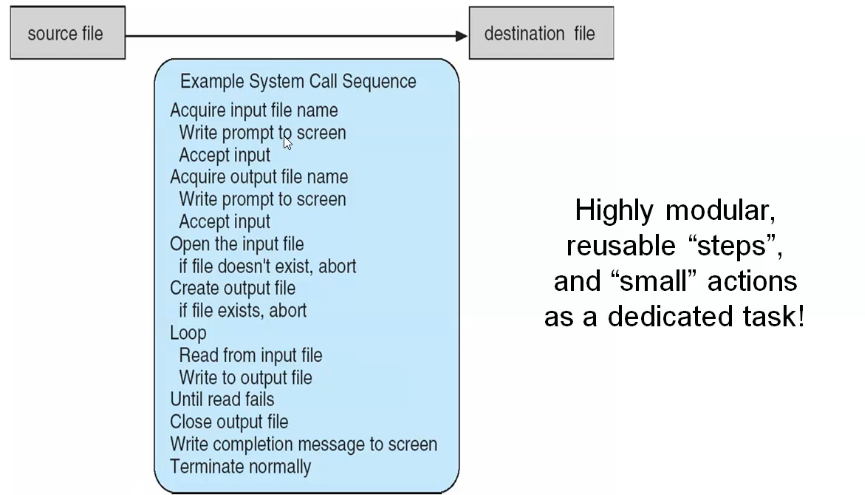 source file
destination file
Example System Call Sequence
Acquire input file name
Write prompt to screen
Accept input
Acquire output file name
Write prompt to screen
Accept input
Open the input file
if file doesn't exist, abort
Create output file
if file exists, abort
Loop
Read from input file
Write to output file
Until read fails
Close output file
Write completion message to screen
Terminate normally
Highly modular,
reusable “steps”,
and “small” actions
as a dedicated task!